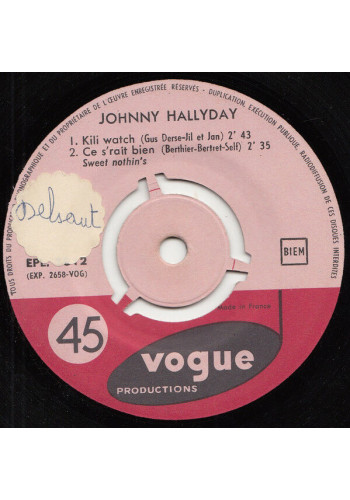 TOUS DROITS DU PRODUCTEUR PHONOGRAPHIQUE ET DU PROPRIÉTAIRE DE L'ŒUVRE ENREGISTRÉE RÉSERVÉS - DUPLICATION, EXÉCUTION PUBLIQUE, RADIODIFFUSION DE CES DISQUES INTERDITES
JOHNNY HALLYDAY
1. Kili watch (Gus Derse-Jil et Jan) 2' 43
2. Ce s'rait bien (Berthier-Bertret-Self) 2' 35
Sweet nothin's
Delsaut
(EXP. 2658-VOG)
BIEM
Made in France
45
vogue
PRODUCTIONS